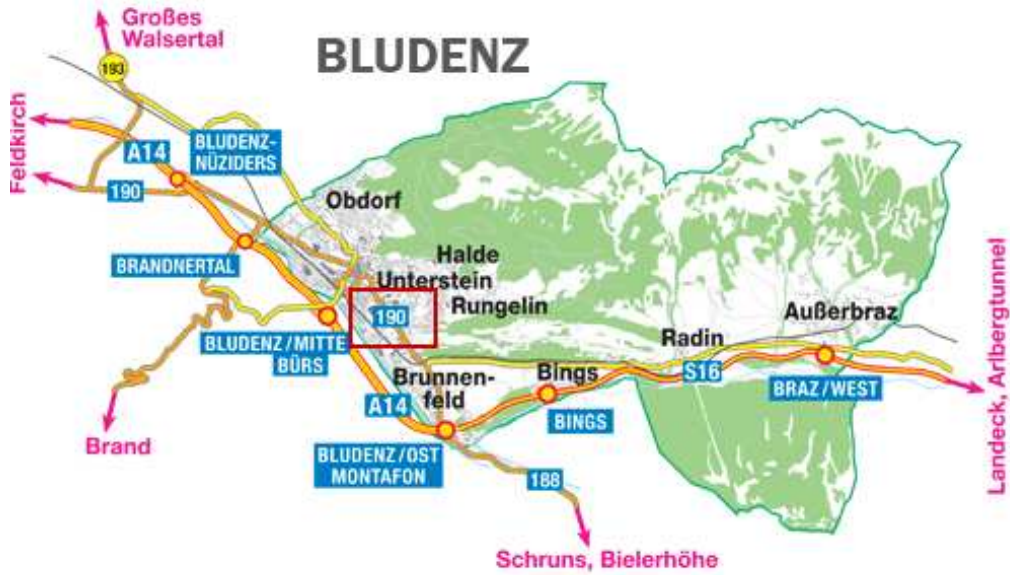 Großes
Walsertal
BLUDENZ
193
Feldkirch
A14
BLUDENZ-
NÜZIDERS
190
Obdorf
BRANDNERTAL
Halde
Unterstein
190
Rungelin
Außerbraz
BLUDENZ/MITTE
BÜRS
Radin
Brunnen-
feld
Bings
S16
A14
BINGS
BRAZ/WEST
Landeck, Arlbergtunnel
Brand
BLUDENZ/OST
MONTAFON
188
Schruns, Bielerhöhe